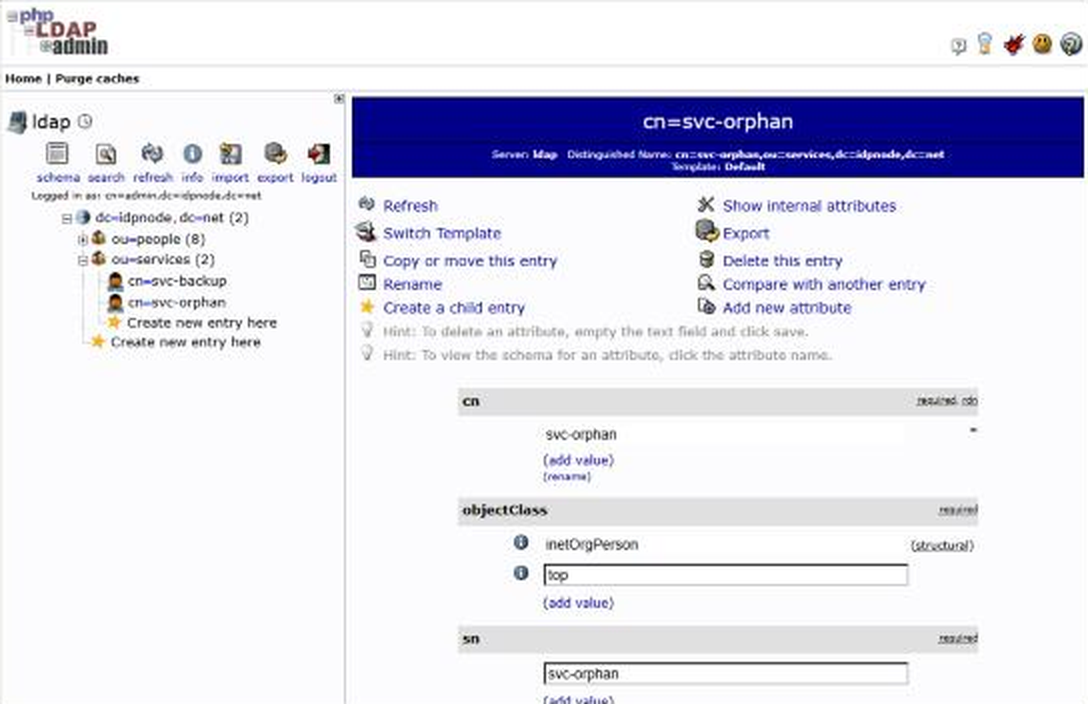 php
LDAP
admin
Home | Purge caches
ldap
schema search refresh info import export logout
Logged in as: cn=admin,dc=idpnode,dc=net
dc=idpnode,dc=net (2)
ou=people (8)
ou=services (2)
cn=svc-backup
cn=svc-orphan
Create new entry here
Create new entry here
cn=svc-orphan
Server: ldap Distinguished Name: cn=svc-orphan,ou=services,dc=idpnode,dc=net
Template: Default
Refresh
Show internal attributes
Switch Template
Export
Copy or move this entry
Delete this entry
Rename
Compare with another entry
Create a child entry
Add new attribute
Hint: To delete an attribute, empty the text field and click save.
Hint: To view the schema for an attribute, click the attribute name.
cn required, rdn
svc-orphan *
(add value)
(rename)
objectClass required
inetOrgPerson (structural)
top
(add value)
sn required
svc-orphan
(add value)